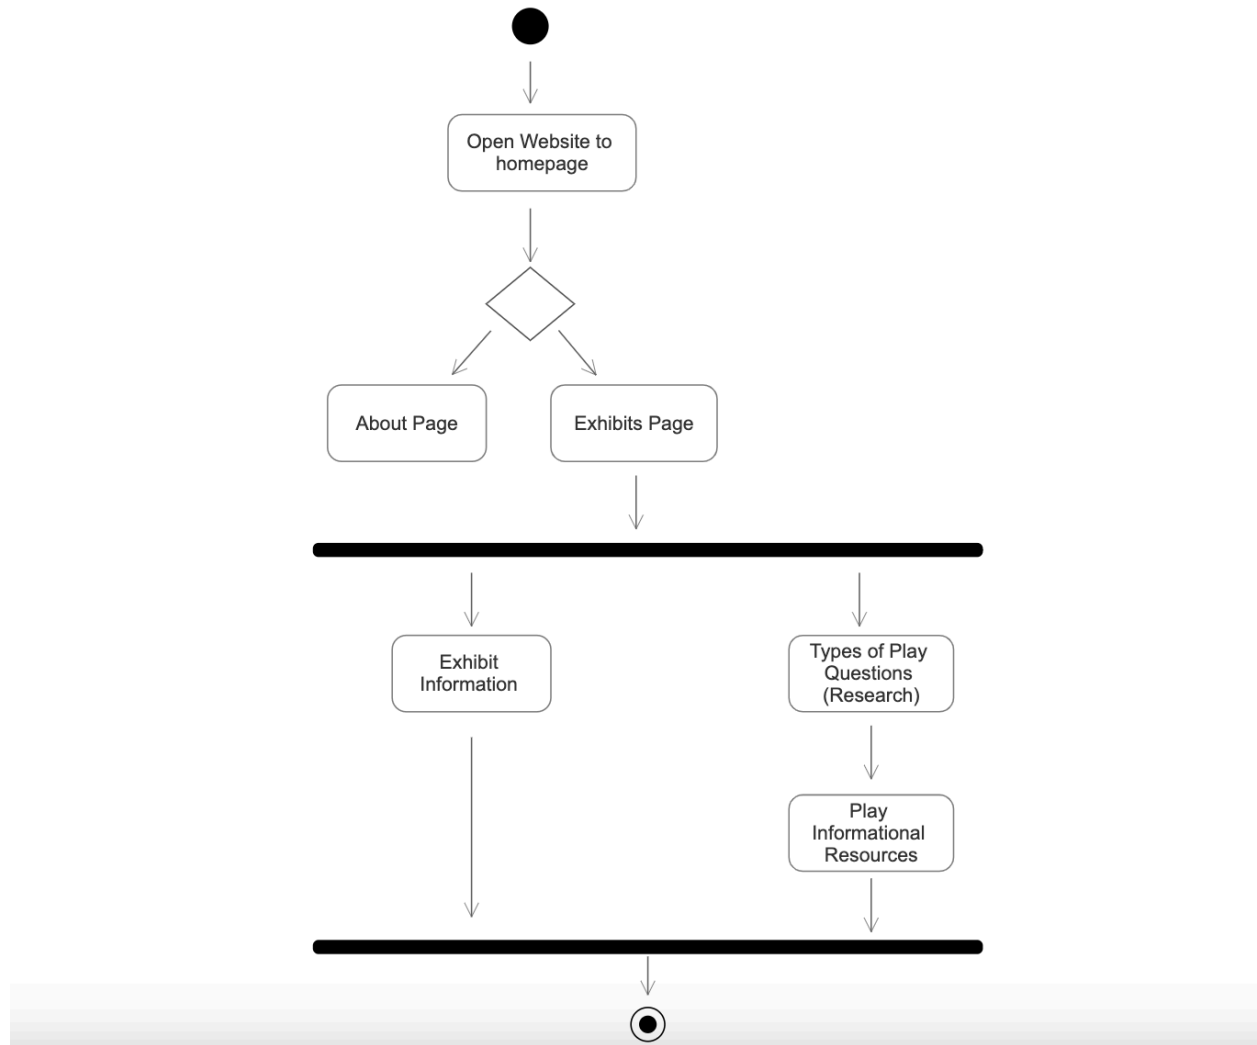 Open Website to
homepage
About Page
Exhibits Page
Exhibit
Information
Types of Play
Questions
(Research)
Play
Informational
Resources